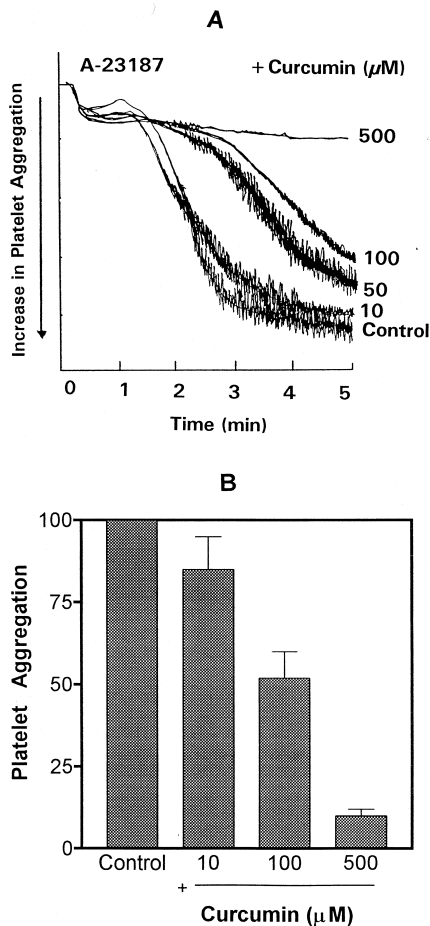 A
A-23187
+ Curcumin (µM)
500
100
50
10
Control
Increase in Platelet Aggregation
0 1 2 3 4 5
Time (min)
B
100
75
50
25
0
Platelet Aggregation
Control 10 100 500
+
Curcumin (µM)